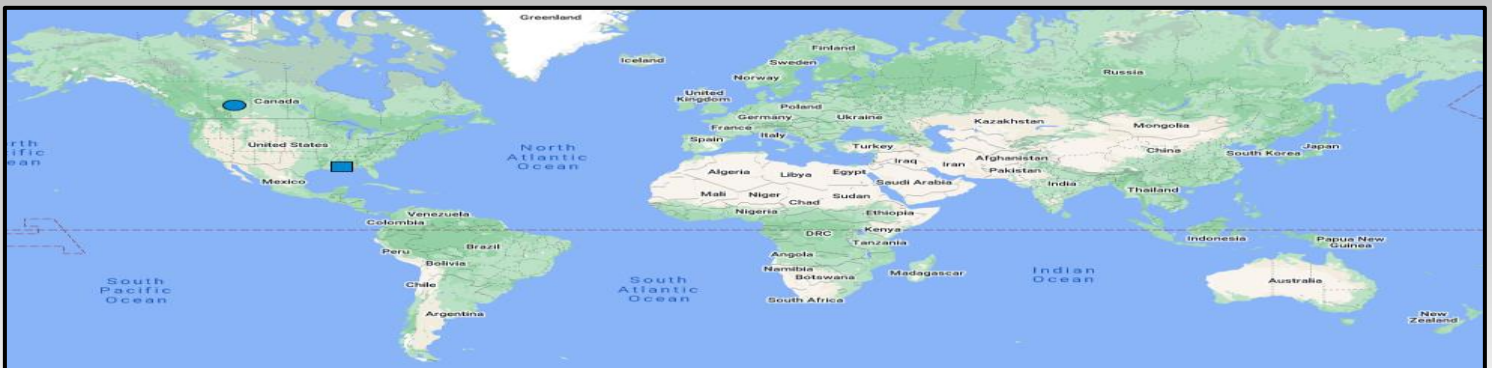 Greenland
Iceland
Finland
Sweden
Norway
Russia
United
Kingdom
Canada
Poland
Germany
Ukraine
France
Kazakhstan
Mongolia
Italy
Spain
United States
rth
ific
ean
North
Atlantic
Ocean
Turkey
China
Japan
South Korea
Iraq
Iran
Afghanistan
Pakistan
Algeria
Libya
Egypt
Saudi Arabia
India
Mexico
Thailand
Mali
Niger
Chad
Sudan
Venezuela
Nigeria
Ethiopia
Colombia
DRC
Kenya
Tanzania
Indonesia
Papua New
Guinea
Peru
Brazil
Bolivia
Angola
Namibia
Botswana
Madagascar
Indian
Ocean
South
Pacific
Ocean
Chile
South
Atlantic
Ocean
South Africa
Australia
Argentina
New
Zealand